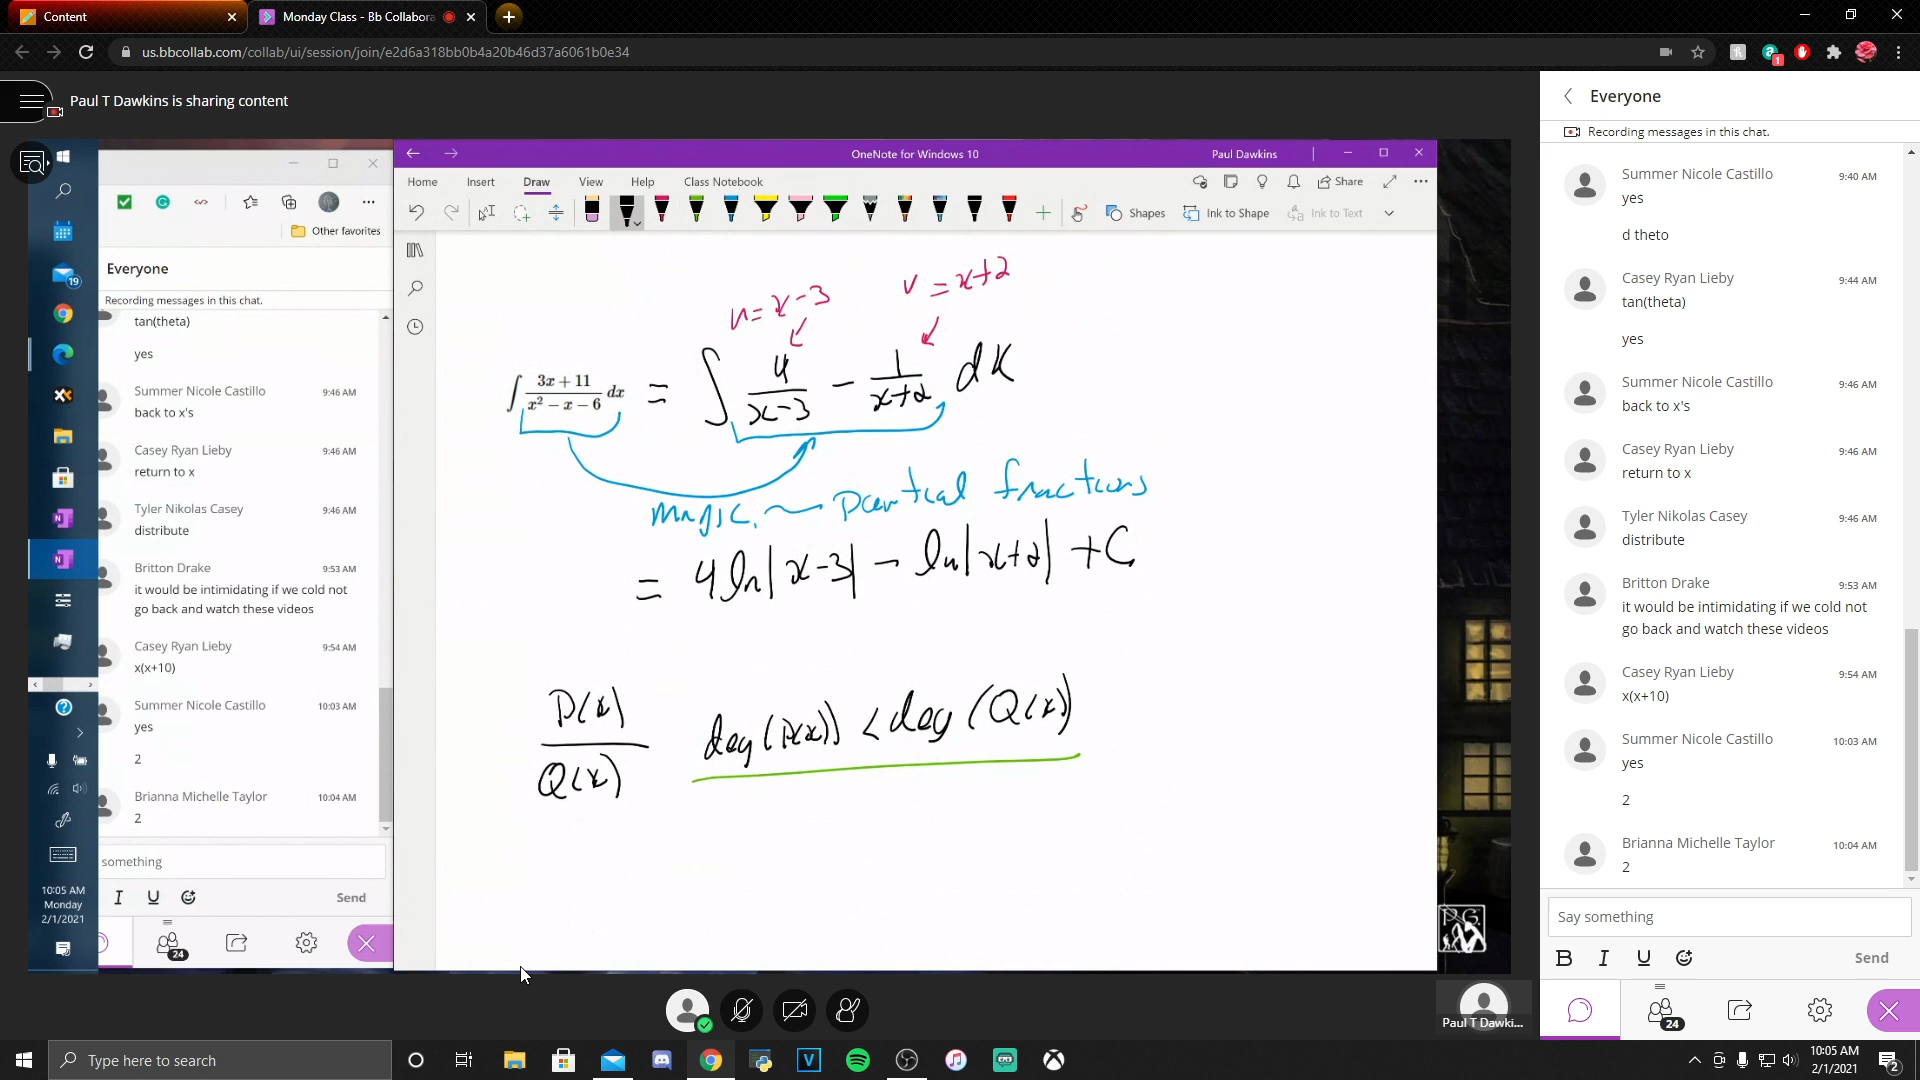 Content
Monday Class - Bb Collabora
us.bbcollab.com/collab/ui/session/join/e2d6a318bb0b4a20b46d37a6061b0e34
1
Paul T Dawkins is sharing content
Other favorites
Everyone
Recording messages in this chat.
tan(theta)
yes
Summer Nicole Castillo 9:46 AM
back to x's
Casey Ryan Lieby 9:46 AM
return to x
Tyler Nikolas Casey 9:46 AM
distribute
Britton Drake 9:53 AM
it would be intimidating if we cold not
go back and watch these videos
Casey Ryan Lieby 9:54 AM
x(x+10)
Summer Nicole Castillo 10:03 AM
yes
2
Brianna Michelle Taylor 10:04 AM
2
something
I U Send
24
19
10:05 AM
Monday
2/1/2021
OneNote for Windows 10 Paul Dawkins
Home Insert Draw View Help Class Notebook Share
Shapes Ink to Shape Ink to Text
u = x-3 v = x+2
∫ (3x + 11)/(x² − x − 6) dx = ∫ 4/(x-3) - 1/(x+2) dx
magic. ~ partial fractions
= 4 ln|x-3| - ln|x+2| + C
P(x)/Q(x) deg(P(x)) < deg(Q(x))
P.G.
Paul T Dawki...
Everyone
Recording messages in this chat.
Summer Nicole Castillo 9:40 AM
yes
d theto
Casey Ryan Lieby 9:44 AM
tan(theta)
yes
Summer Nicole Castillo 9:46 AM
back to x's
Casey Ryan Lieby 9:46 AM
return to x
Tyler Nikolas Casey 9:46 AM
distribute
Britton Drake 9:53 AM
it would be intimidating if we cold not
go back and watch these videos
Casey Ryan Lieby 9:54 AM
x(x+10)
Summer Nicole Castillo 10:03 AM
yes
2
Brianna Michelle Taylor 10:04 AM
2
Say something
B I U Send
24
Type here to search
10:05 AM
2/1/2021
2